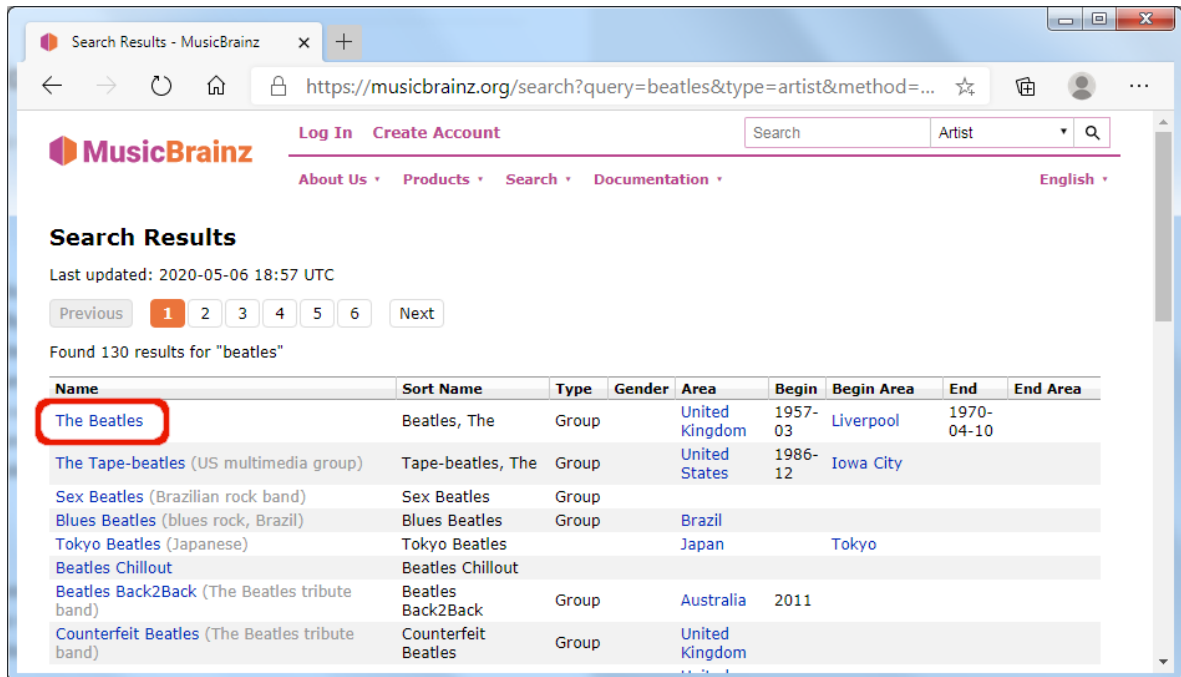 Search Results - MusicBrainz
https://musicbrainz.org/search?query=beatles&type=artist&method=...
MusicBrainz
Log In Create Account
Search
Artist
About Us Products Search Documentation English
Search Results
Last updated: 2020-05-06 18:57 UTC
Previous 1 2 3 4 5 6 Next
Found 130 results for "beatles"
Name Sort Name Type Gender Area Begin Begin Area End End Area
The Beatles Beatles, The Group United Kingdom 1957-03 Liverpool 1970-04-10
The Tape-beatles (US multimedia group) Tape-beatles, The Group United States 1986-12 Iowa City
Sex Beatles (Brazilian rock band) Sex Beatles Group
Blues Beatles (blues rock, Brazil) Blues Beatles Group Brazil
Tokyo Beatles (Japanese) Tokyo Beatles Japan Tokyo
Beatles Chillout Beatles Chillout
Beatles Back2Back (The Beatles tribute band) Beatles Back2Back Group Australia 2011
Counterfeit Beatles (The Beatles tribute band) Counterfeit Beatles Group United Kingdom